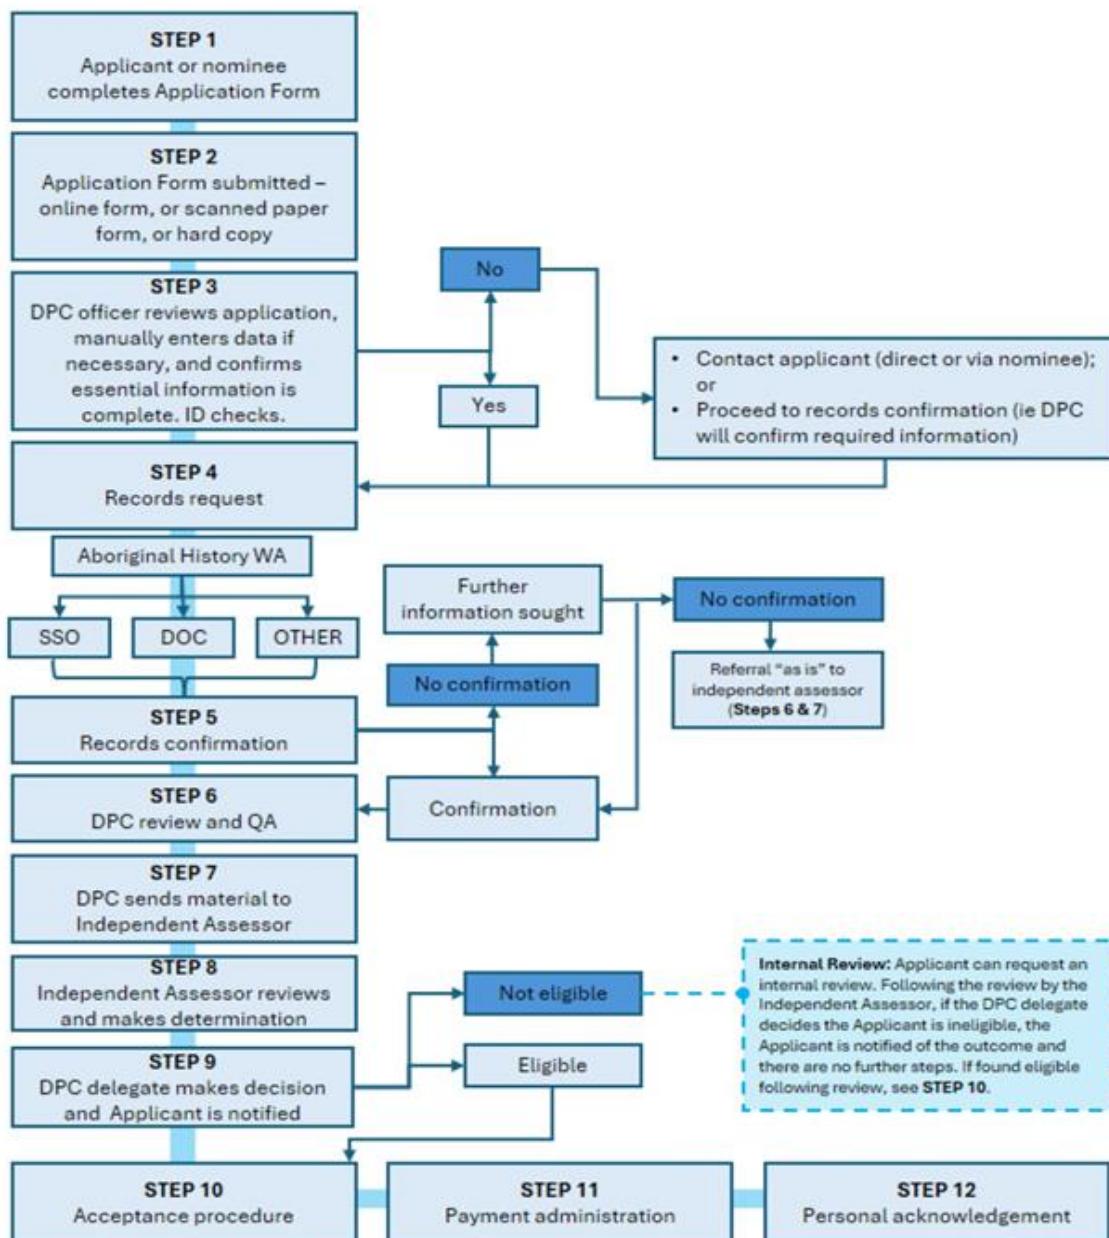 STEP 1
Applicant or nominee
completes Application Form
STEP 2
Application Form submitted –
online form, or scanned paper
form, or hard copy
STEP 3
DPC officer reviews application,
manually enters data if
necessary, and confirms
essential information is
complete. ID checks.
No
Yes
• Contact applicant (direct or via nominee);
or
• Proceed to records confirmation (ie DPC
will confirm required information)
STEP 4
Records request
Aboriginal History WA
SSO
DOC
OTHER
Further
information sought
No confirmation
No confirmation
Referral “as is” to
independent assessor
(Steps 6 & 7)
STEP 5
Records confirmation
Confirmation
STEP 6
DPC review and QA
STEP 7
DPC sends material to
Independent Assessor
STEP 8
Independent Assessor reviews
and makes determination
Not eligible
Internal Review: Applicant can request an
internal review. Following the review by the
Independent Assessor, if the DPC delegate
decides the Applicant is ineligible, the
Applicant is notified of the outcome and
there are no further steps. If found eligible
following review, see STEP 10.
STEP 9
DPC delegate makes decision
and Applicant is notified
Eligible
STEP 10
Acceptance procedure
STEP 11
Payment administration
STEP 12
Personal acknowledgement